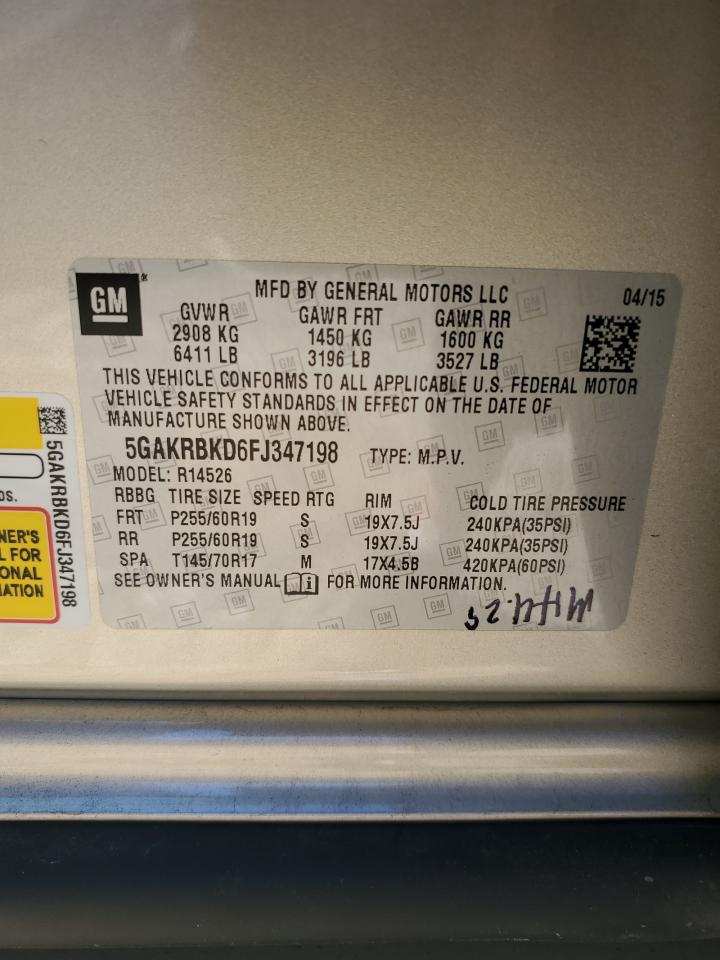 GM
MFD BY GENERAL MOTORS LLC 04/15
GVWR GAWR FRT GAWR RR
2908 KG 1450 KG 1600 KG
6411 LB 3196 LB 3527 LB
THIS VEHICLE CONFORMS TO ALL APPLICABLE U.S. FEDERAL MOTOR
VEHICLE SAFETY STANDARDS IN EFFECT ON THE DATE OF
MANUFACTURE SHOWN ABOVE.
5GAKRBKD6FJ347198 TYPE: M.P.V.
MODEL: R14526
RBBG TIRE SIZE SPEED RTG RIM COLD TIRE PRESSURE
FRT P255/60R19 S 19X7.5J 240KPA(35PSI)
RR P255/60R19 S 19X7.5J 240KPA(35PSI)
SPA T145/70R17 M 17X4.5B 420KPA(60PSI)
SEE OWNER'S MANUAL FOR MORE INFORMATION.
5GAKRBKD6FJ347198
NER'S
L FOR
ONAL
ATION